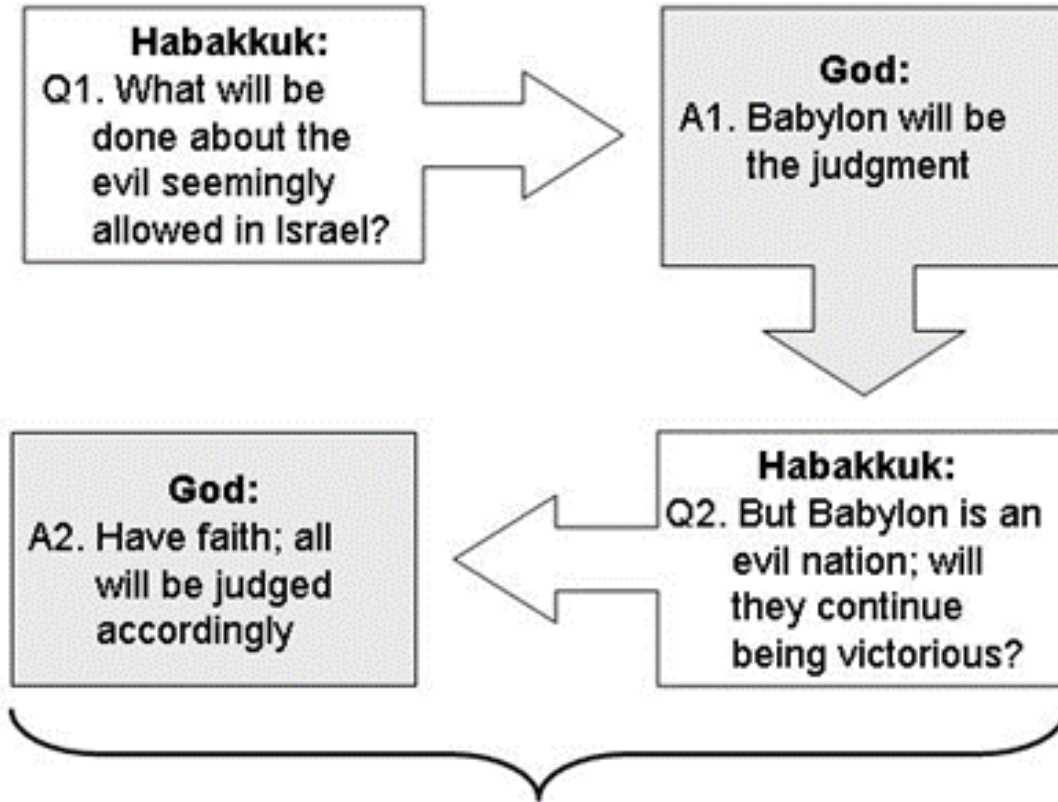 Habakkuk:
Q1. What will be
done about the
evil seemingly
allowed in Israel?
God:
A1. Babylon will be
the judgment
Habakkuk:
Q2. But Babylon is an
evil nation; will
they continue
being victorious?
God:
A2. Have faith; all
will be judged
accordingly